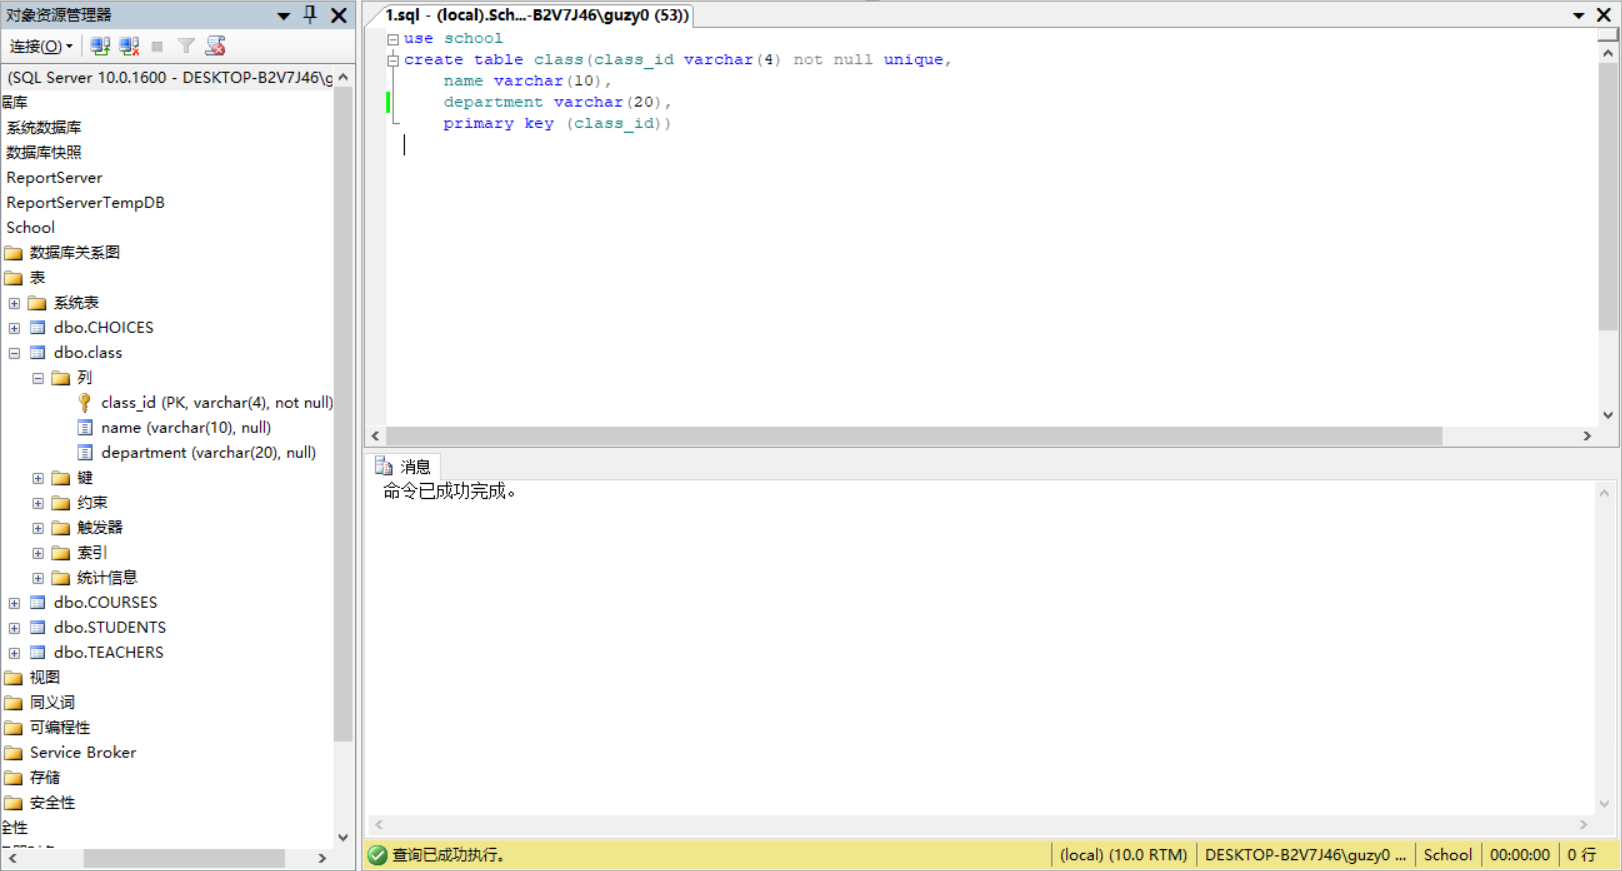 对象资源管理器
连接(O)
(SQL Server 10.0.1600 - DESKTOP-B2V7J46\g
据库
系统数据库
数据库快照
ReportServer
ReportServerTempDB
School
数据库关系图
表
系统表
dbo.CHOICES
dbo.class
列
class_id (PK, varchar(4), not null)
name (varchar(10), null)
department (varchar(20), null)
键
约束
触发器
索引
统计信息
dbo.COURSES
dbo.STUDENTS
dbo.TEACHERS
视图
同义词
可编程性
Service Broker
存储
安全性
全性
1.sql - (local).Sch...-B2V7J46\guzy0 (53))
use school
create table class(class_id varchar(4) not null unique,
name varchar(10),
department varchar(20),
primary key (class_id))
消息
命令已成功完成。
查询已成功执行。
(local) (10.0 RTM)
DESKTOP-B2V7J46\guzy0 ...
School
00:00:00
0 行